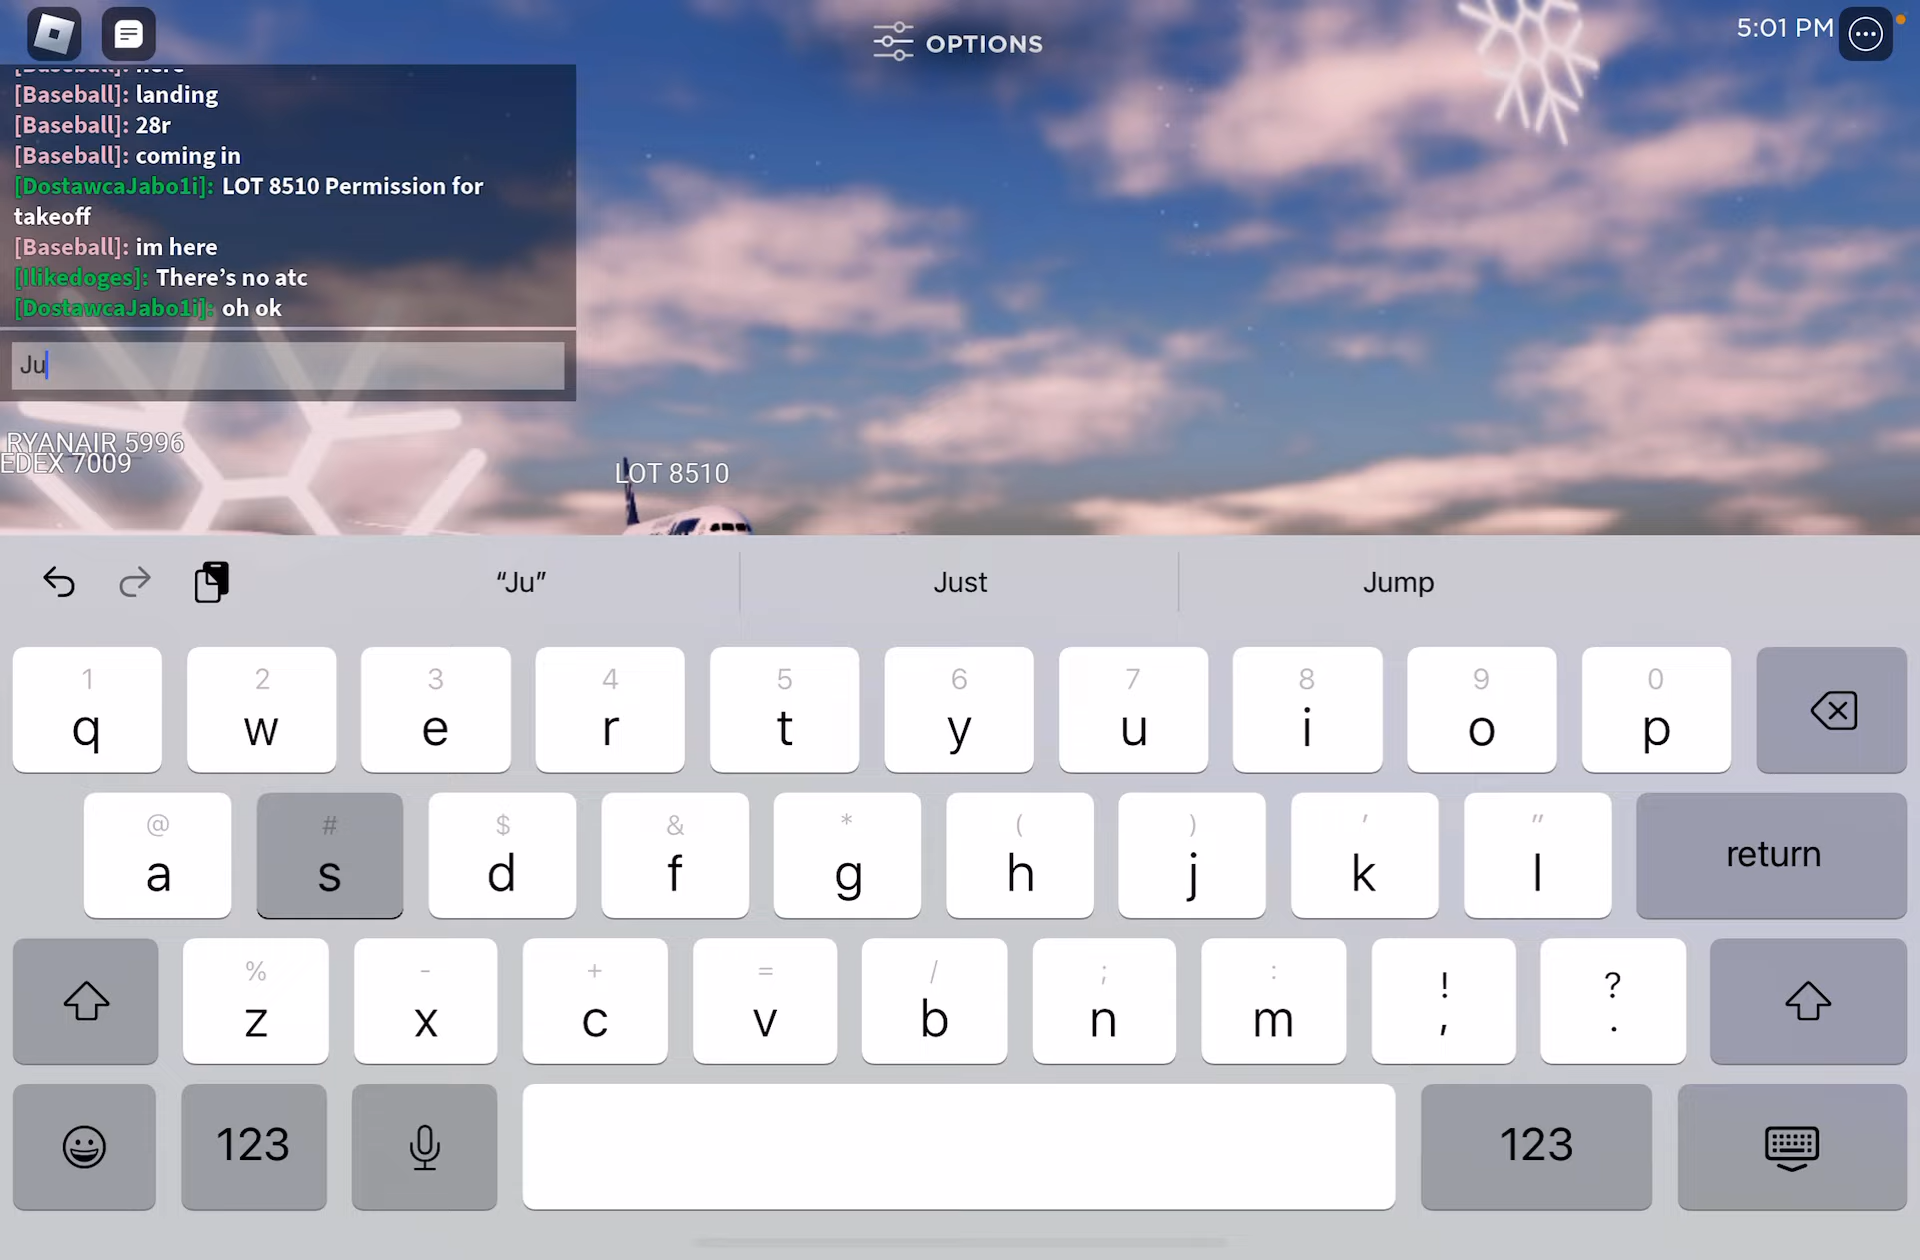 OPTIONS
5:01 PM
[Baseball]: here
[Baseball]: landing
[Baseball]: 28r
[Baseball]: coming in
[DostawcaJabo1i]: LOT 8510 Permission for
takeoff
[Baseball]: im here
[Ilikedoges]: There’s no atc
[DostawcaJabo1i]: oh ok
Ju
RYANAIR 5996
EDEX 7009
LOT 8510
“Ju” Just Jump
1 2 3 4 5 6 7 8 9 0
q w e r t y u i o p
@ # $ & * ( ) ' "
a s d f g h j k l return
% - + = / ; : ! ?
z x c v b n m , .
123 123